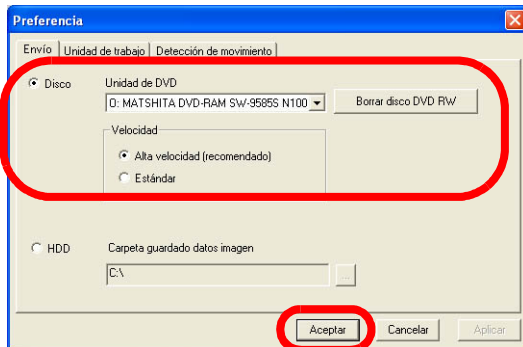 Preferencia
Envío Unidad de trabajo Detección de movimiento
Disco Unidad de DVD
O: MATSHITA DVD-RAM SW-9585S N100 Borrar disco DVD RW
Velocidad
Alta velocidad (recomendado)
Estándar
HDD Carpeta guardado datos imagen
C:\
...
Aceptar Cancelar Aplicar